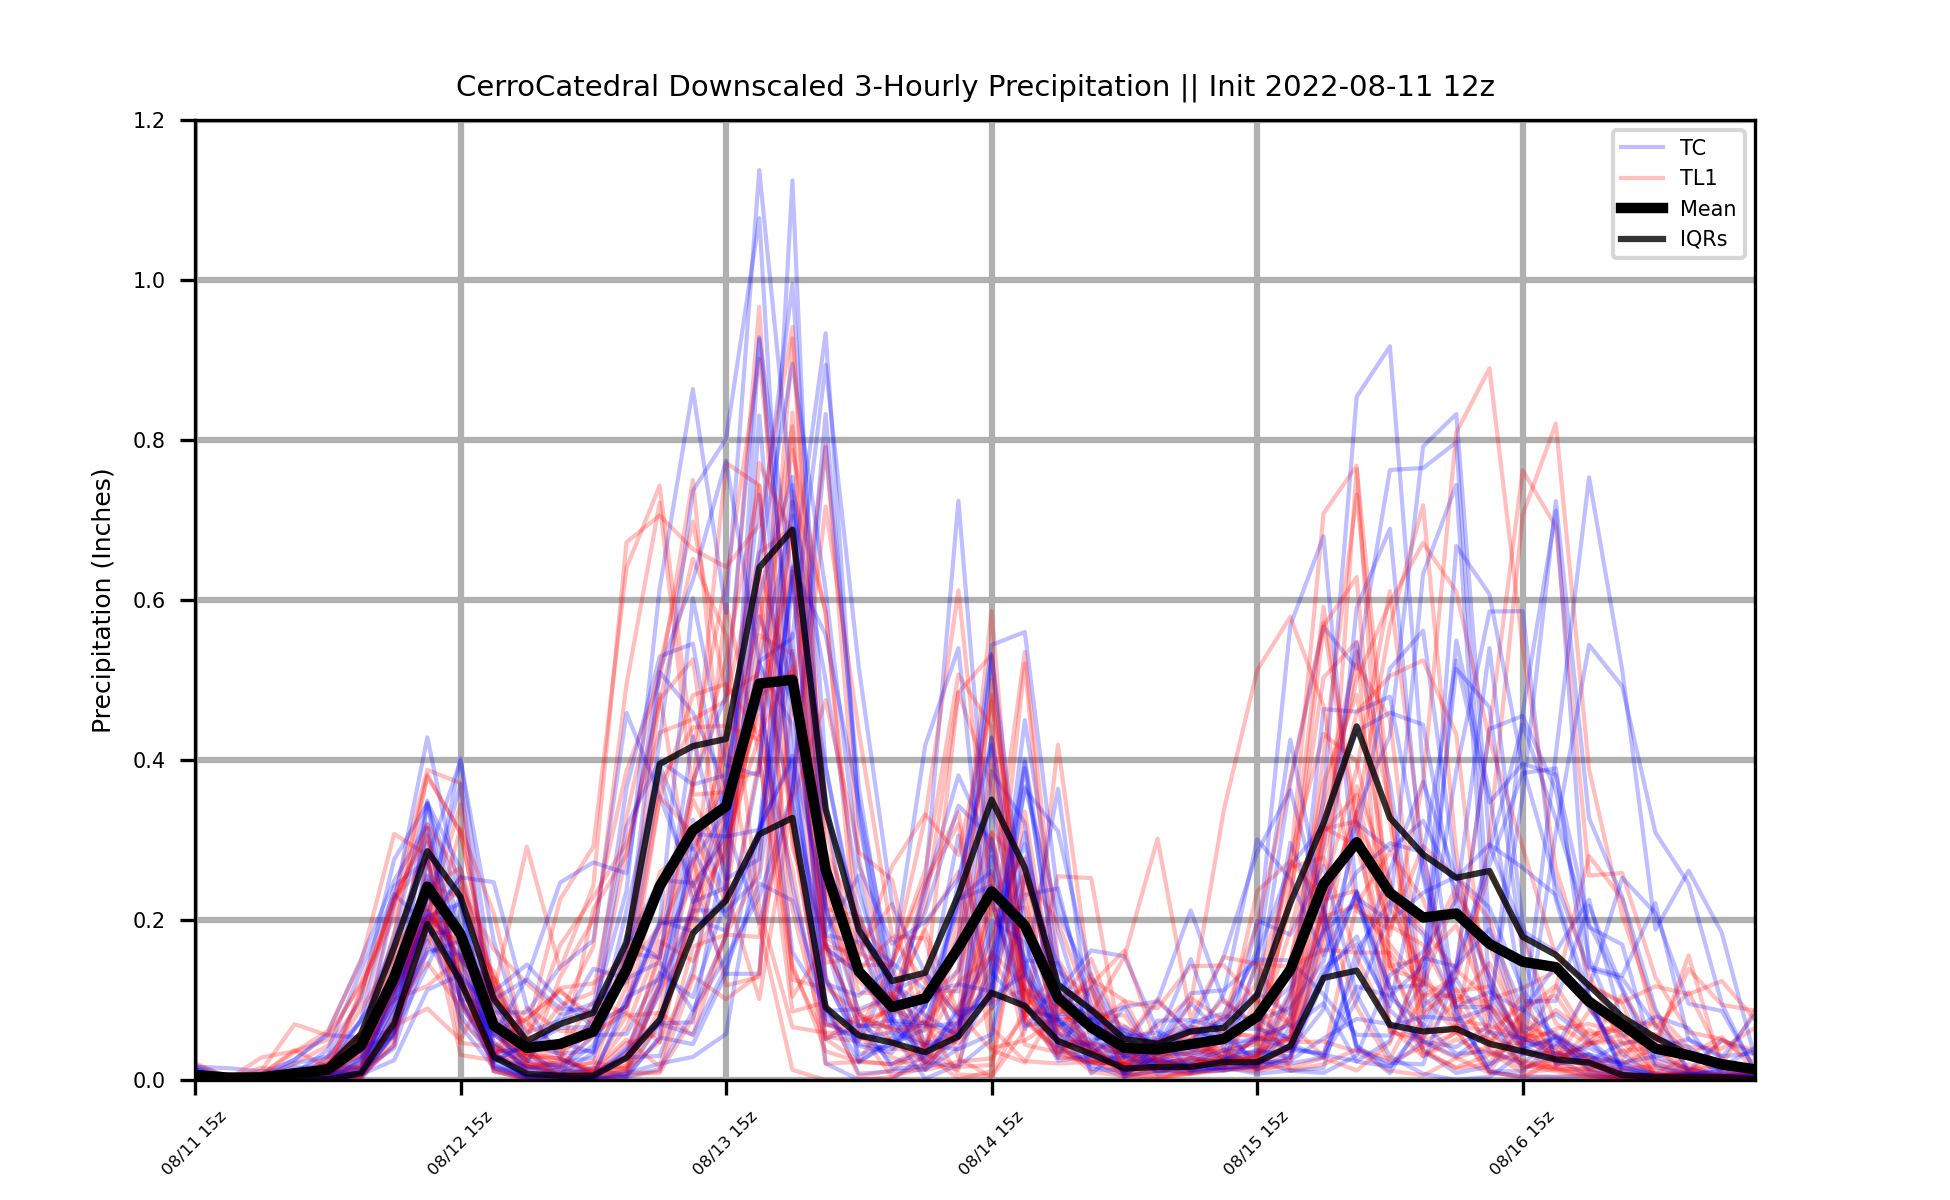 CerroCatedral Downscaled 3-Hourly Precipitation || Init 2022-08-11 12z
Precipitation (Inches)
1.2
1.0
0.8
0.6
0.4
0.2
0.0
TC
TL1
Mean
IQRs
08/11 15z
08/12 15z
08/13 15z
08/14 15z
08/15 15z
08/16 15z